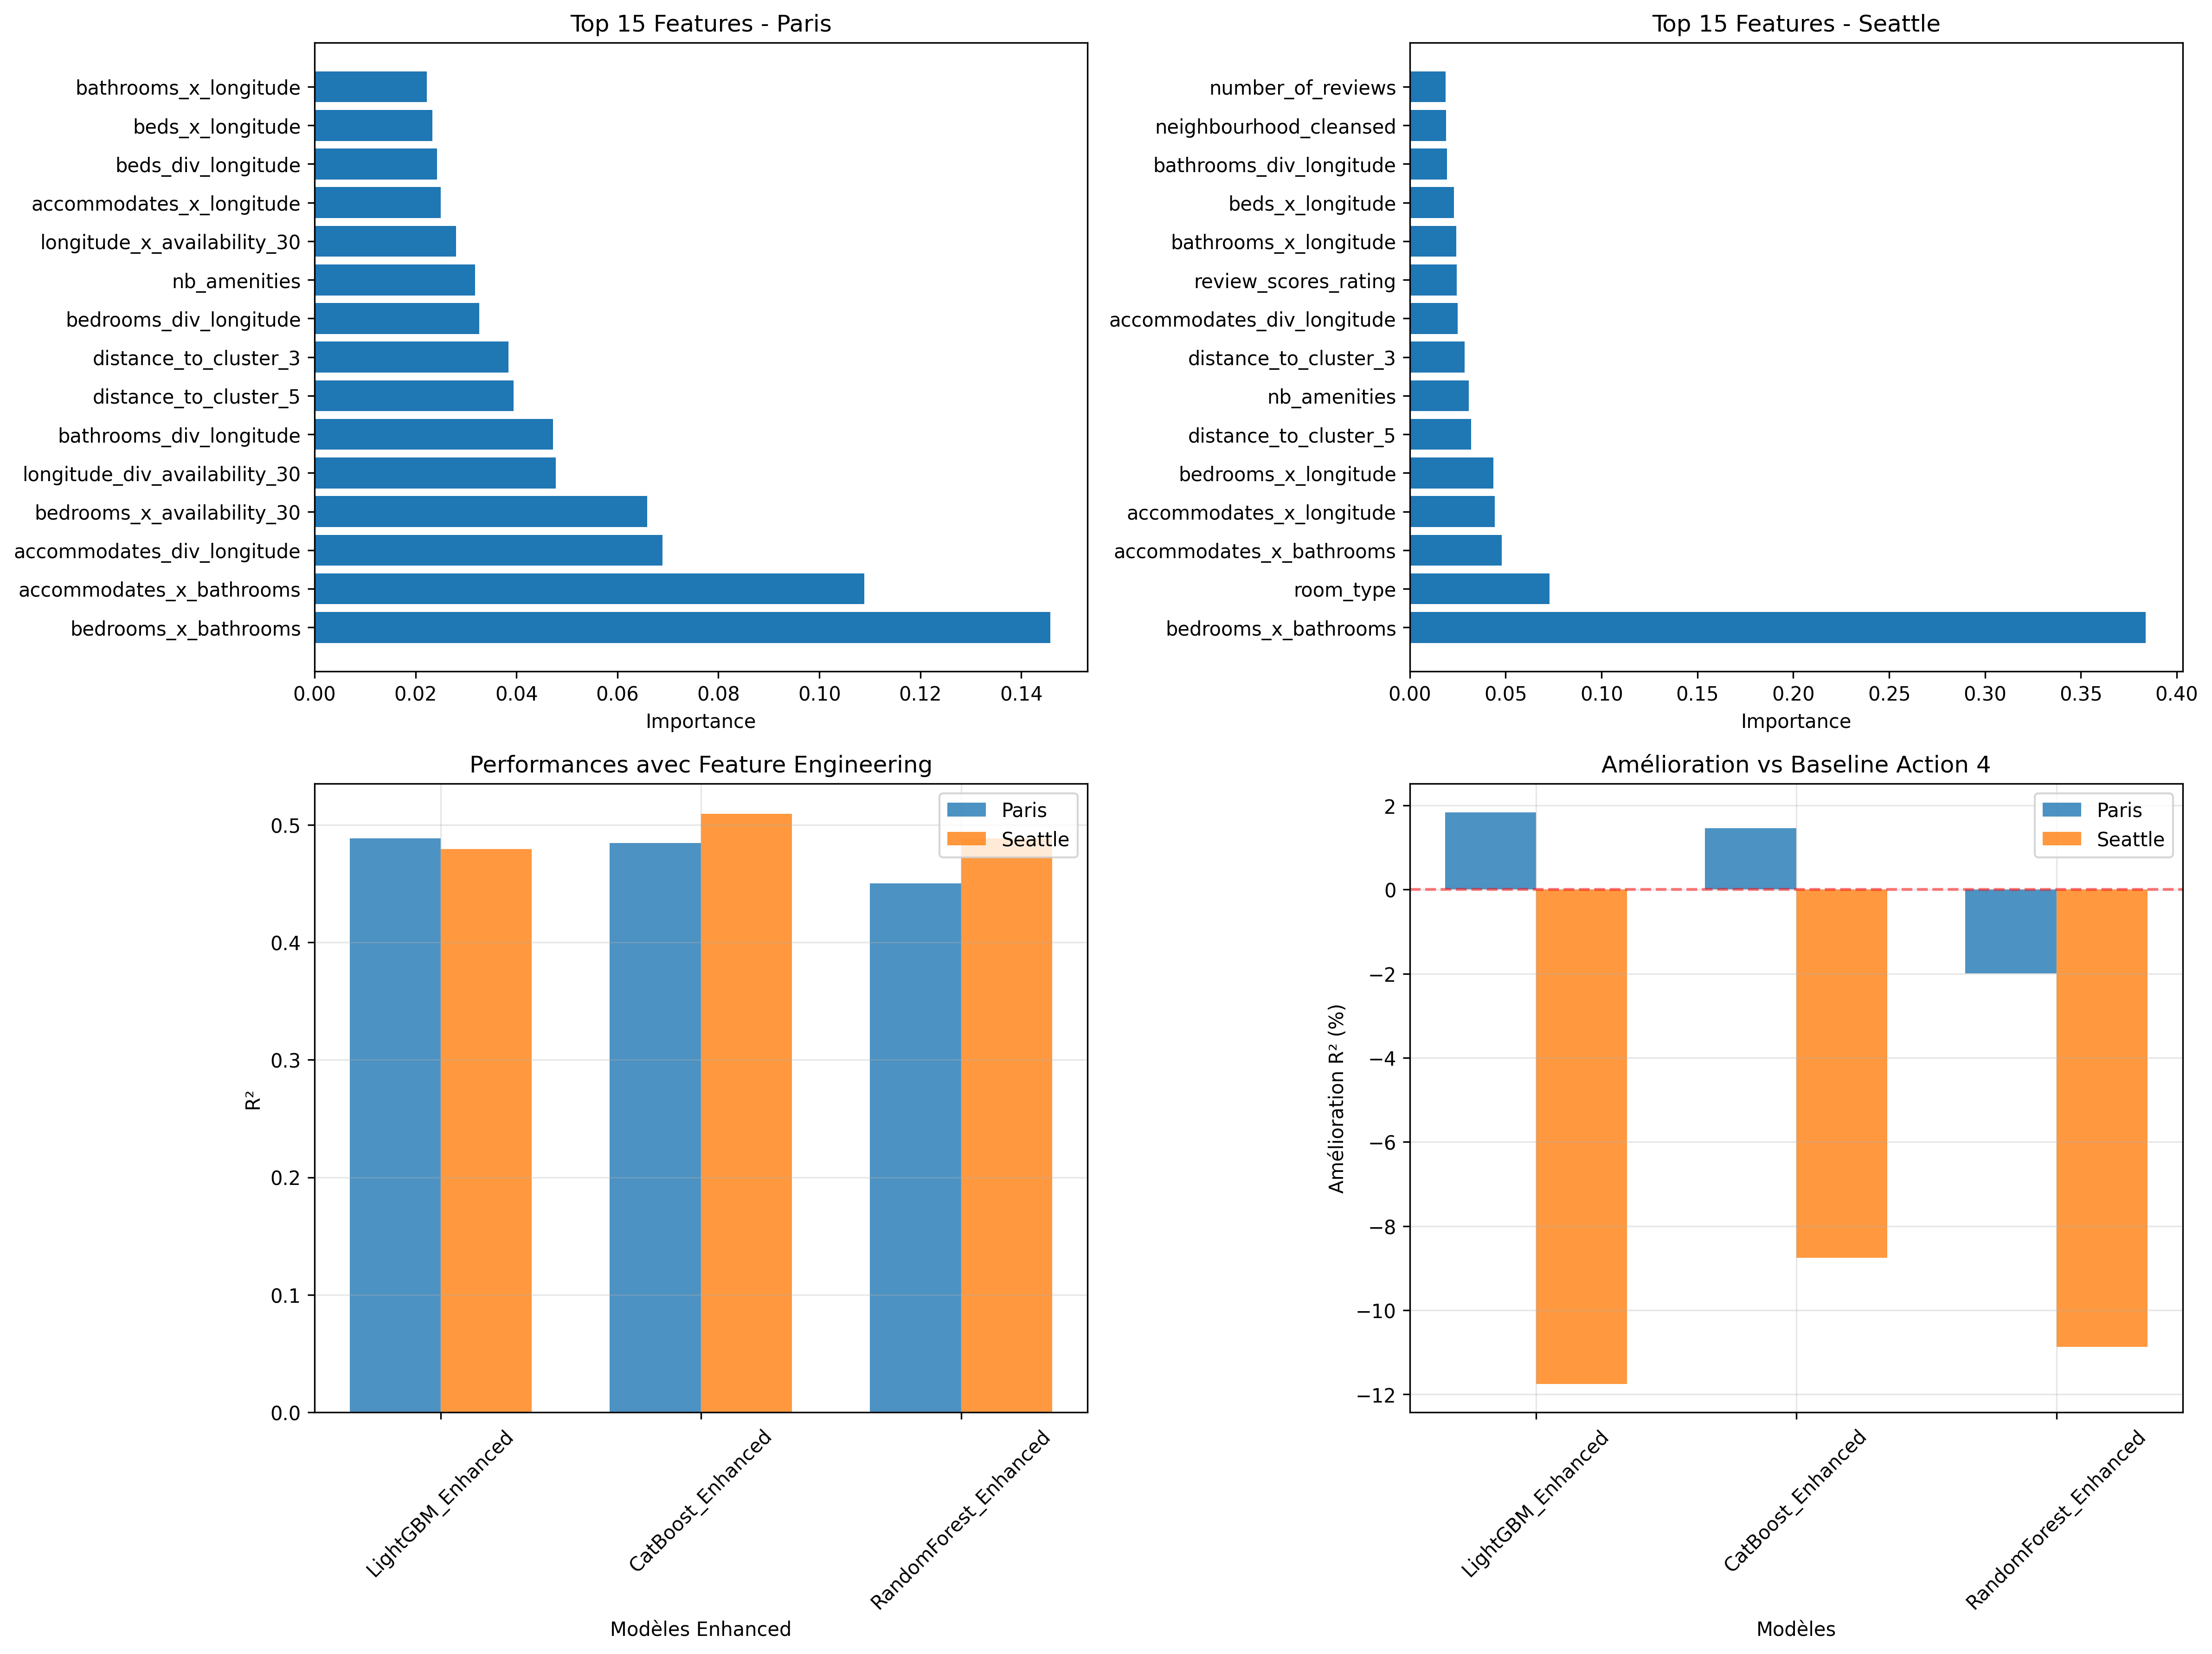 Top 15 Features - Paris
bathrooms_x_longitude
beds_x_longitude
beds_div_longitude
accommodates_x_longitude
longitude_x_availability_30
nb_amenities
bedrooms_div_longitude
distance_to_cluster_3
distance_to_cluster_5
bathrooms_div_longitude
longitude_div_availability_30
bedrooms_x_availability_30
accommodates_div_longitude
accommodates_x_bathrooms
bedrooms_x_bathrooms
0.00 0.02 0.04 0.06 0.08 0.10 0.12 0.14
Importance
Top 15 Features - Seattle
number_of_reviews
neighbourhood_cleansed
bathrooms_div_longitude
beds_x_longitude
bathrooms_x_longitude
review_scores_rating
accommodates_div_longitude
distance_to_cluster_3
nb_amenities
distance_to_cluster_5
bedrooms_x_longitude
accommodates_x_longitude
accommodates_x_bathrooms
room_type
bedrooms_x_bathrooms
0.00 0.05 0.10 0.15 0.20 0.25 0.30 0.35 0.40
Importance
Performances avec Feature Engineering
Paris
Seattle
0.5
0.4
0.3
0.2
0.1
0.0
R²
LightGBM_Enhanced
CatBoost_Enhanced
RandomForest_Enhanced
Modèles Enhanced
Amélioration vs Baseline Action 4
Paris
Seattle
2
0
−2
−4
−6
−8
−10
−12
Amélioration R² (%)
LightGBM_Enhanced
CatBoost_Enhanced
RandomForest_Enhanced
Modèles